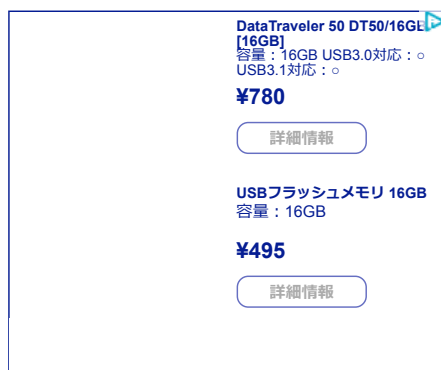 DataTraveler 50 DT50/16GB
[16GB]
容量：16GB USB3.0対応：○
USB3.1対応：○
¥780
詳細情報
USBフラッシュメモリ 16GB
容量：16GB
¥495
詳細情報